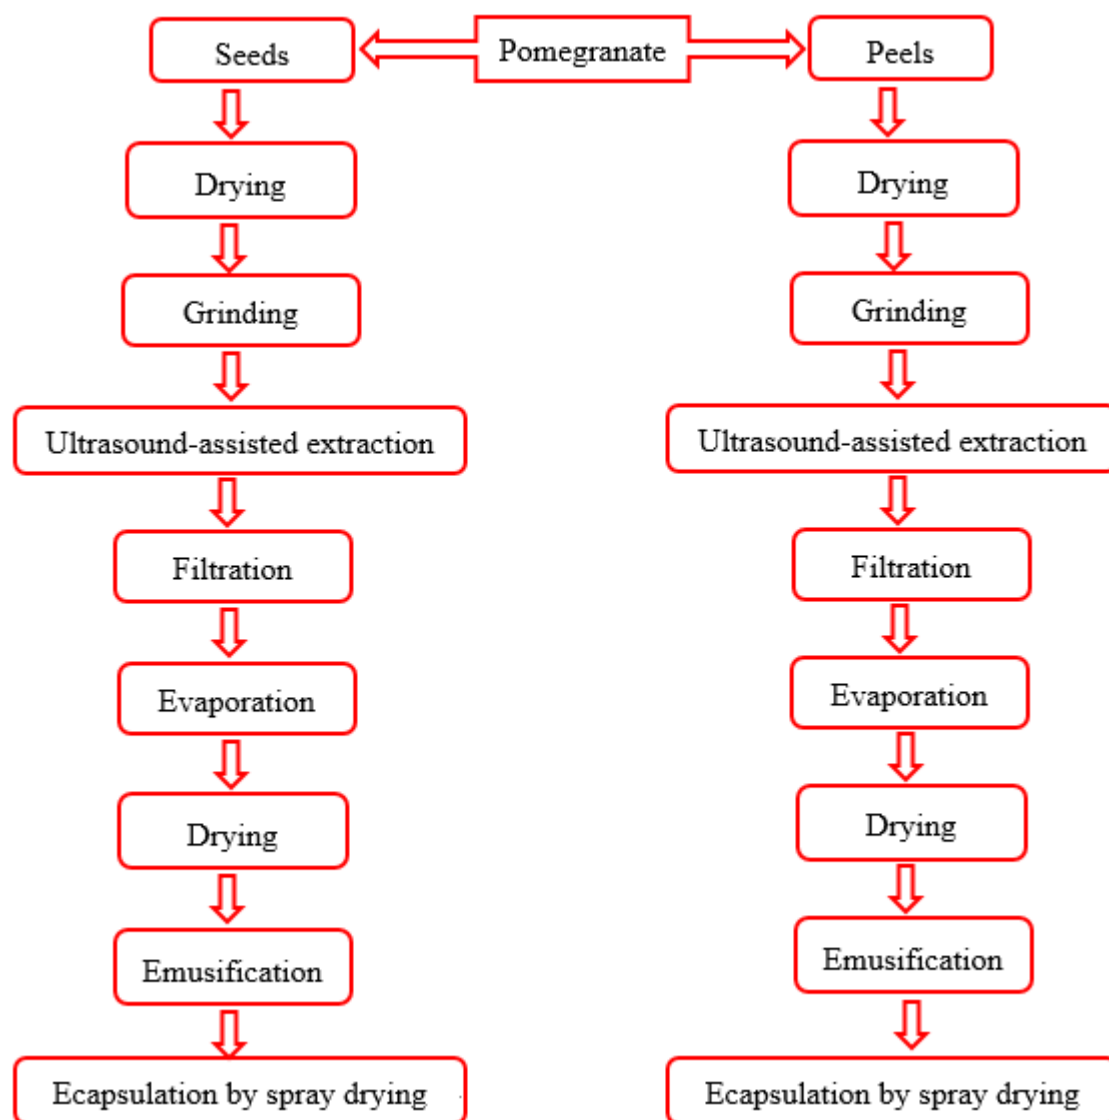 Pomegranate
Seeds
Drying
Grinding
Ultrasound-assisted extraction
Filtration
Evaporation
Drying
Emusification
Ecapsulation by spray drying
Peels
Drying
Grinding
Ultrasound-assisted extraction
Filtration
Evaporation
Drying
Emusification
Ecapsulation by spray drying